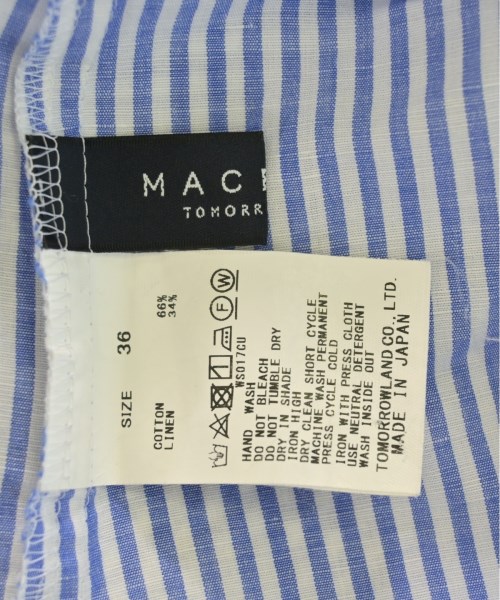 MAC
TOMORR
SIZE 36
COTTON 66%
LINEN 34%
WS017CU
HAND WASH
DO NOT BLEACH
DO NOT TUMBLE DRY
DRY IN SHADE
IRON HIGH
DRY CLEAN SHORT CYCLE
MACHINE WASH PERMANENT
PRESS CYCLE COLD
IRON WITH PRESS CLOTH
USE NEUTRAL DETERGENT
WASH INSIDE OUT
TOMORROWLAND CO., LTD.
MADE IN JAPAN